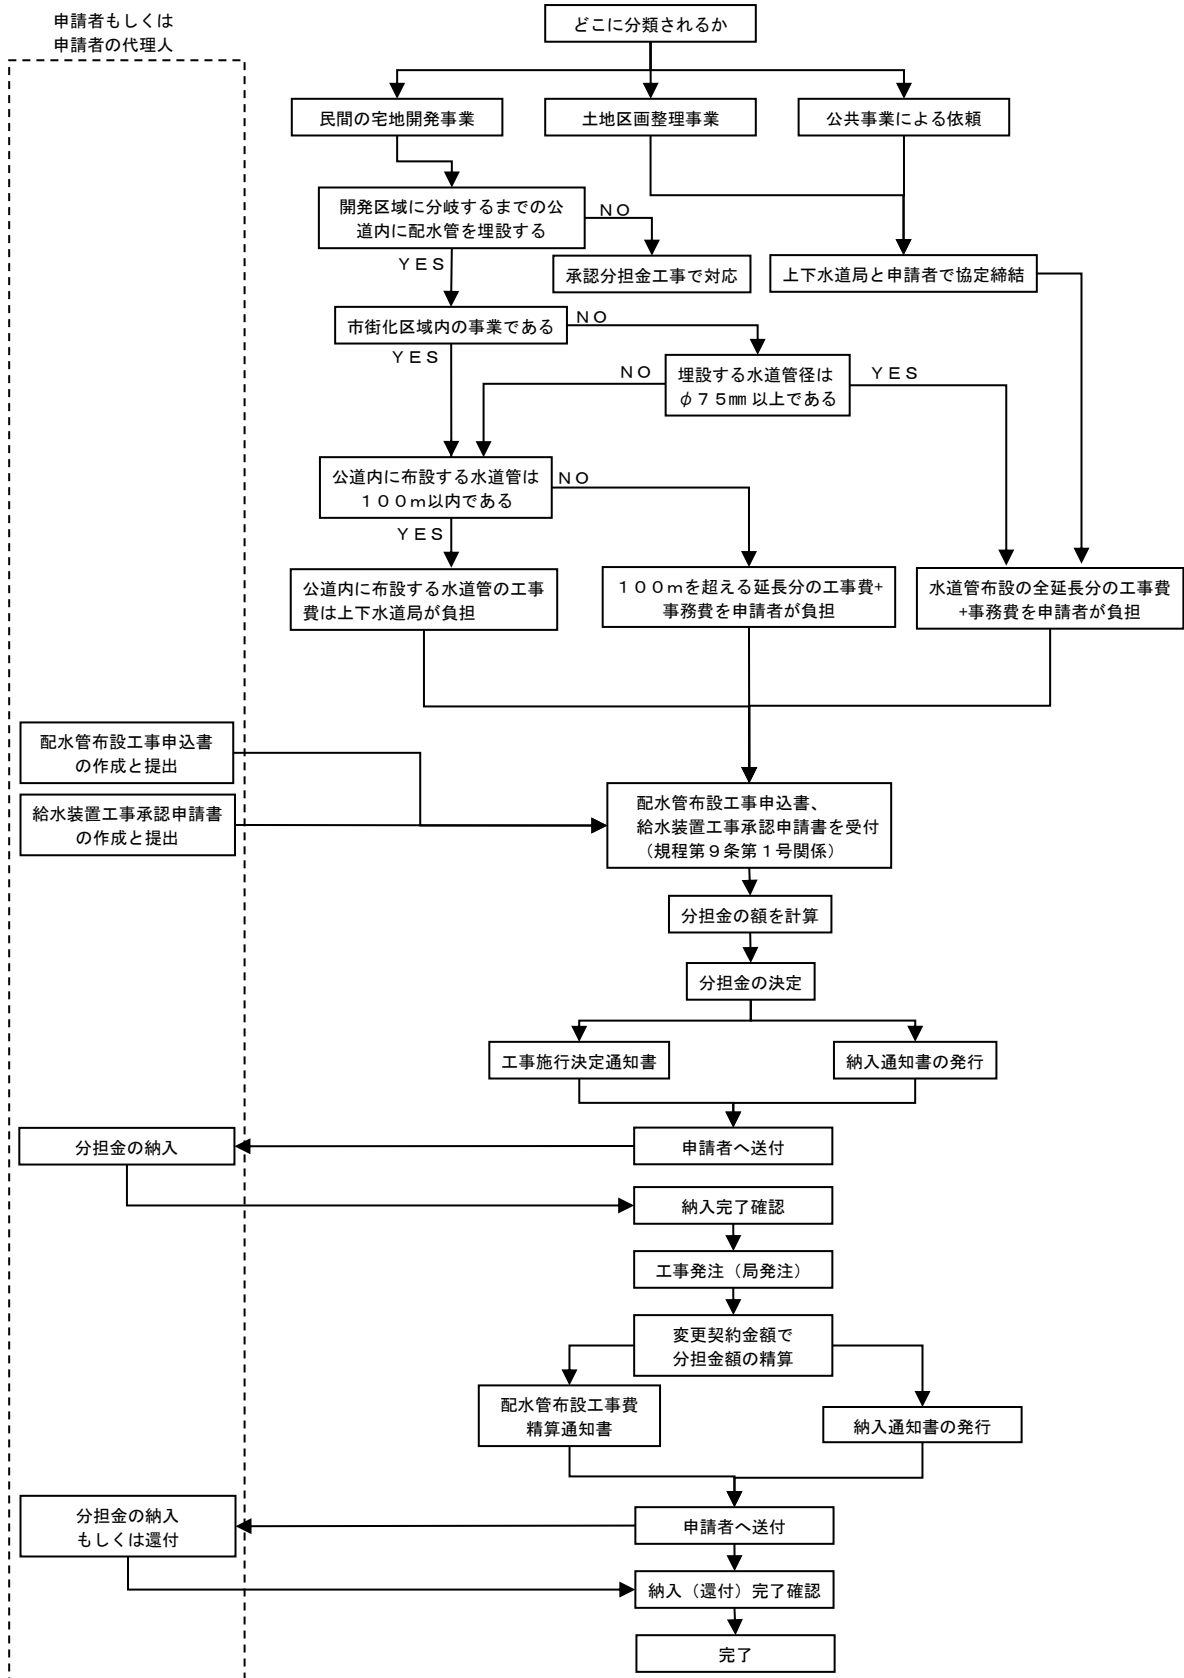 申請者もしくは
申請者の代理人
どこに分類されるか
民間の宅地開発事業
土地区画整理事業
公共事業による依頼
開発区域に分岐するまでの公
道内に配水管を埋設する
ＮＯ
ＹＥＳ
承認分担金工事で対応
上下水道局と申請者で協定締結
市街化区域内の事業である
ＮＯ
ＹＥＳ
埋設する水道管径は
φ７５㎜以上である
ＮＯ
ＹＥＳ
公道内に布設する水道管は
１００ｍ以内である
ＮＯ
ＹＥＳ
公道内に布設する水道管の工事
費は上下水道局が負担
１００ｍを超える延長分の工事費+
事務費を申請者が負担
水道管布設の全延長分の工事費
+事務費を申請者が負担
配水管布設工事申込書
の作成と提出
給水装置工事承認申請書
の作成と提出
配水管布設工事申込書、
給水装置工事承認申請書を受付
（規程第９条第１号関係）
分担金の額を計算
分担金の決定
工事施行決定通知書
納入通知書の発行
分担金の納入
申請者へ送付
納入完了確認
工事発注（局発注）
変更契約金額で
分担金額の精算
配水管布設工事費
精算通知書
納入通知書の発行
分担金の納入
もしくは還付
申請者へ送付
納入（還付）完了確認
完了